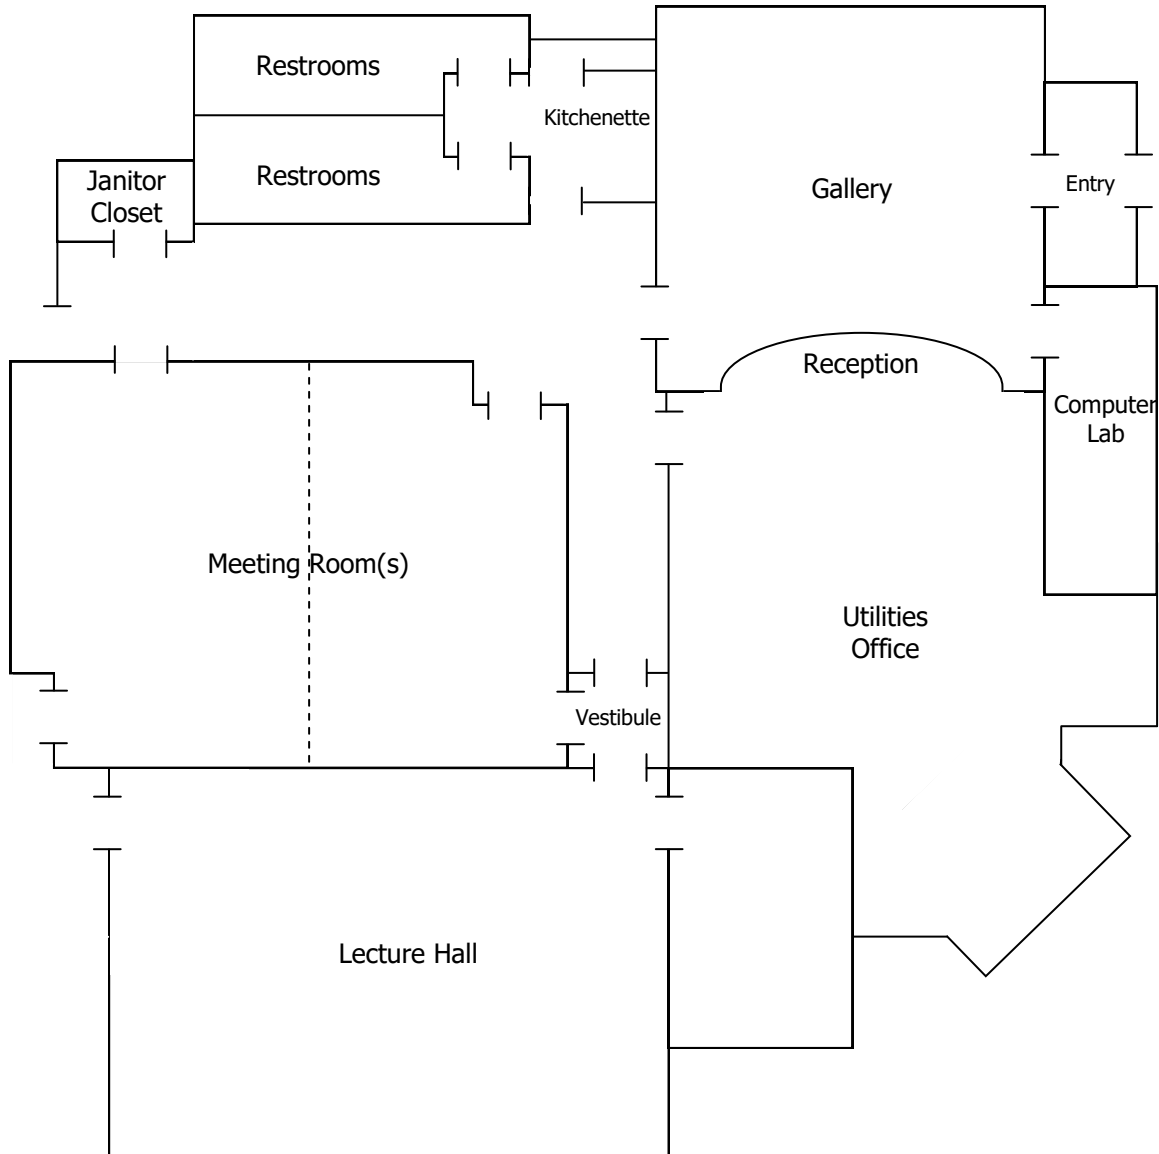 Restrooms
Kitchenette
Restrooms
Janitor
Closet
Gallery
Entry
Reception
Computer
Lab
Meeting Room(s)
Utilities
Office
Vestibule
Lecture Hall